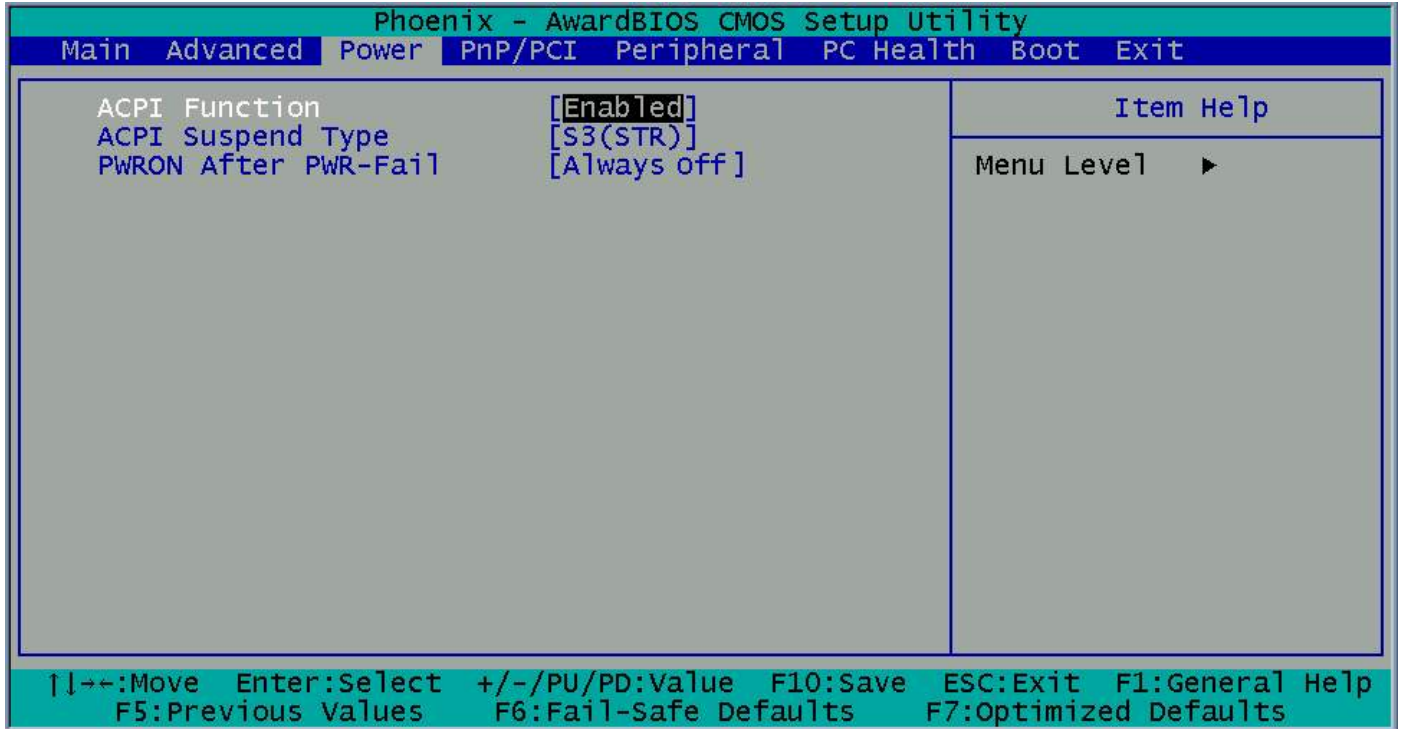 Phoenix - AwardBIOS CMOS Setup Utility
Main Advanced Power PnP/PCI Peripheral PC Health Boot Exit
ACPI Function [Enabled]
ACPI Suspend Type [S3(STR)]
PWRON After PWR-Fail [Always Off]
Item Help
Menu Level ►
↑↓→←:Move Enter:Select +/-/PU/PD:Value F10:Save ESC:Exit F1:General Help
F5:Previous Values F6:Fail-Safe Defaults F7:Optimized Defaults